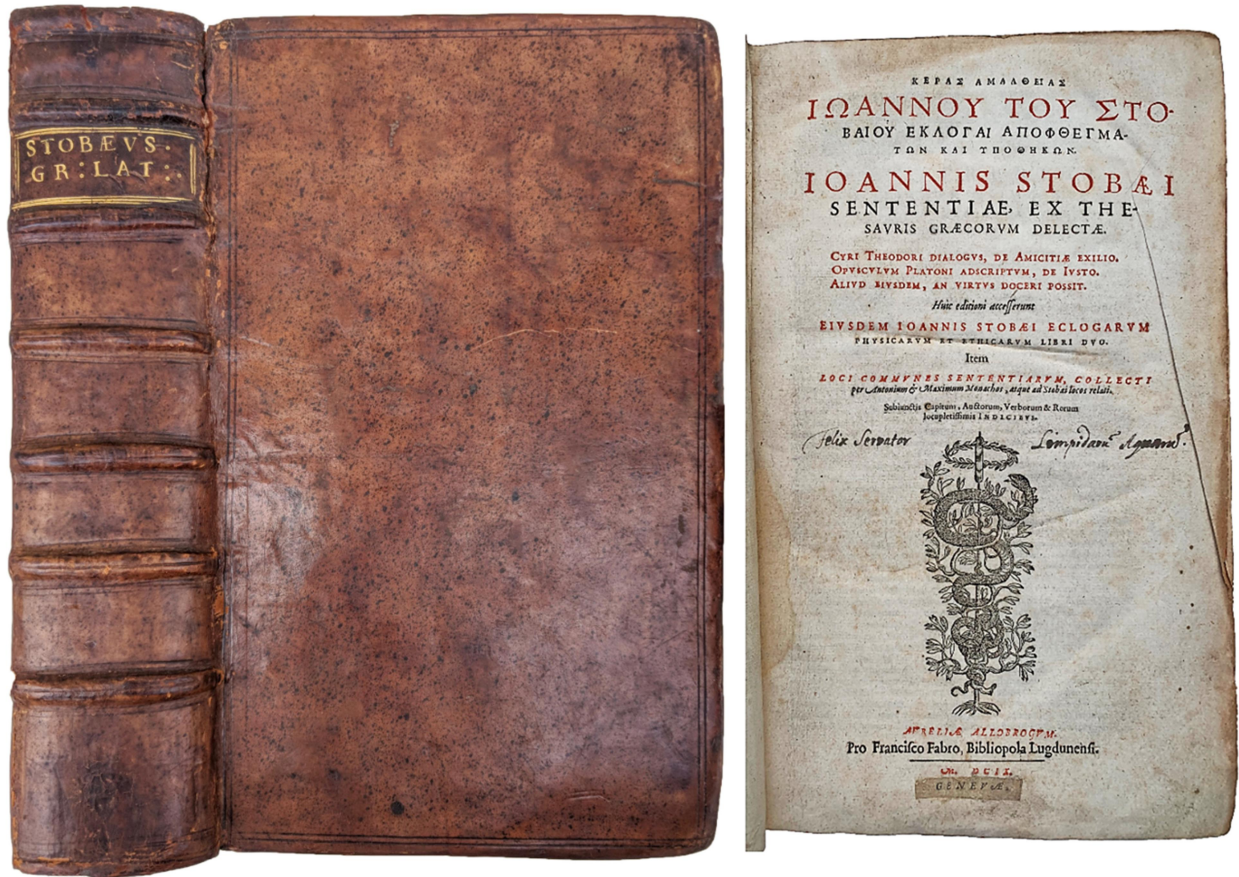 STOBÆVS.
GR: LAT:.
ΚΕΡΑΣ ΑΜΑΛΘΕΙΑΣ
ΙΩΑΝΝΟΥ ΤΟΥ ΣΤΟ-
ΒΑΙΟΥ ΕΚΛΟΓΑΙ ΑΠΟΦΘΕΓΜΑ-
ΤΩΝ ΚΑΙ ΥΠΟΘΗΚΩΝ.
IOANNIS STOBÆI
SENTENTIAE, EX THE-
SAVRIS GRÆCORVM DELECTÆ.
CYRI THEODORI DIALOGVS, DE AMICITIÆ EXILIO.
OPVSCVLVM PLATONI ADSCRIPTVM, DE IVSTO.
ALIVD EIVSDEM, AN VIRTVS DOCERI POSSIT.
Huic editioni accesserunt
EIVSDEM IOANNIS STOBÆI ECLOGARVM
PHYSICARVM ET ETHICARVM LIBRI DVO.
Item
LOCI COMMVNES SENTENTIARVM, COLLECTI
per Antonium & Maximum Monachos, atque ad Stobæi locos relati.
Subiunctis Capitum, Auctorum, Verborum & Rerum
locupletissimis INDICIBVS.
Felix Servator Limpidarū Aquarū.
AVRELIÆ ALLOBROGVM.
Pro Francisco Fabro, Bibliopola Lugdunensi.
M. DCIX.
GENEVÆ.